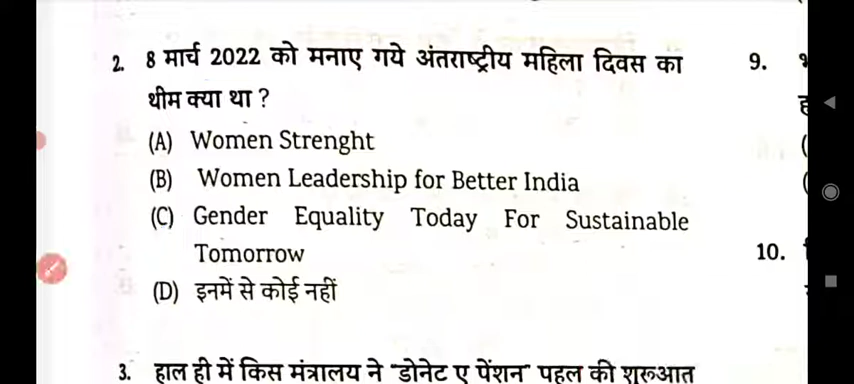 2. 8 मार्च 2022 को मनाए गये अंतराष्ट्रीय महिला दिवस का
थीम क्या था ?
(A) Women Strenght
(B) Women Leadership for Better India
(C) Gender Equality Today For Sustainable
Tomorrow
(D) इनमें से कोई नहीं
3. हाल ही में किस मंत्रालय ने "डोनेट ए पेंशन" पहल की शुरूआत
9.
10.